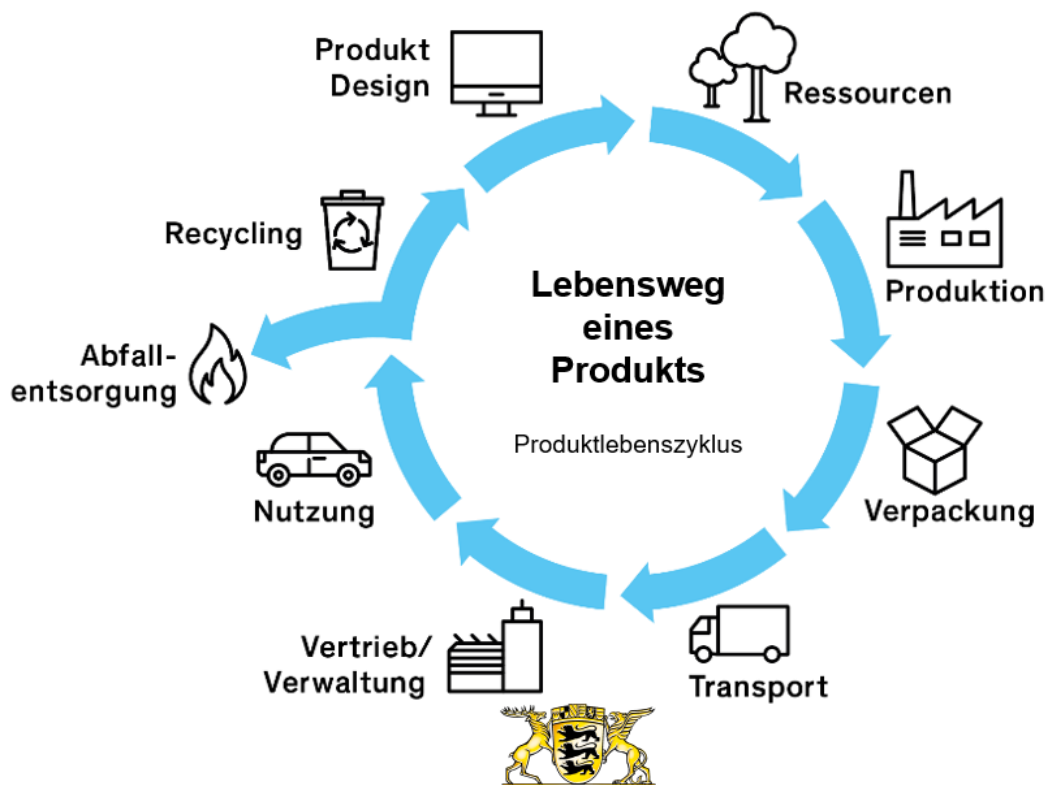 Produkt
Design
Ressourcen
Recycling
Produktion
Lebensweg
eines
Produkts
Abfall-
entsorgung
Produktlebenszyklus
Nutzung
Verpackung
Vertrieb/
Verwaltung
Transport